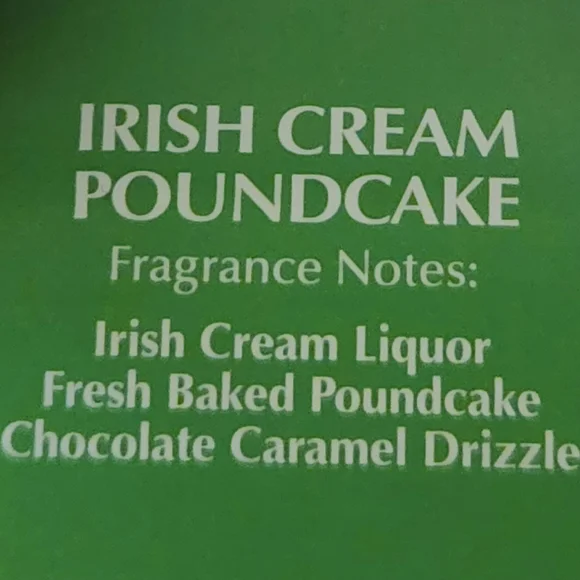 IRISH CREAM
POUNDCAKE
Fragrance Notes:
Irish Cream Liquor
Fresh Baked Poundcake
Chocolate Caramel Drizzle